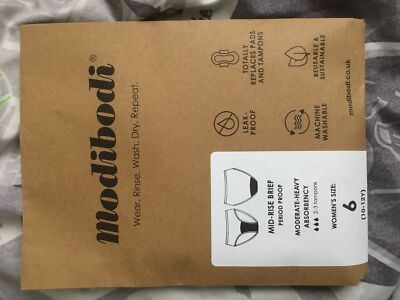 Modibodi®
Wear. Rinse. Wash. Dry. Repeat.
TOTALLY
REPLACES PADS
AND TAMPONS
REUSABLE &
SUSTAINABLE
LEAK-
PROOF
MACHINE
WASHABLE
modibodi.co.uk
MID-RISE BRIEF
PERIOD PROOF
MODERATE-HEAVY
ABSORBENCY
2-3 tampons
WOMEN'S SIZE:
6
(10-12Y)